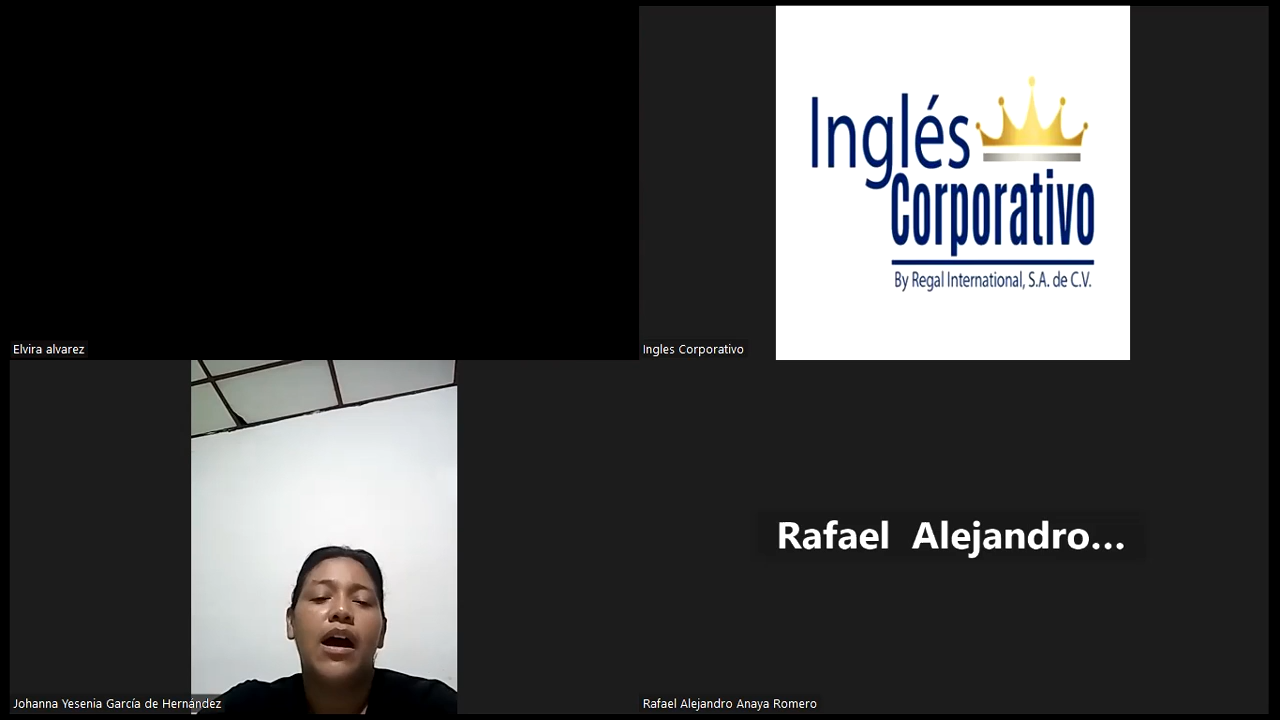 Inglés
Corporativo
By Regal International, S.A. de C.V.
Elvira alvarez
Ingles Corporativo
Rafael Alejandro...
Johanna Yesenia García de Hernández
Rafael Alejandro Anaya Romero